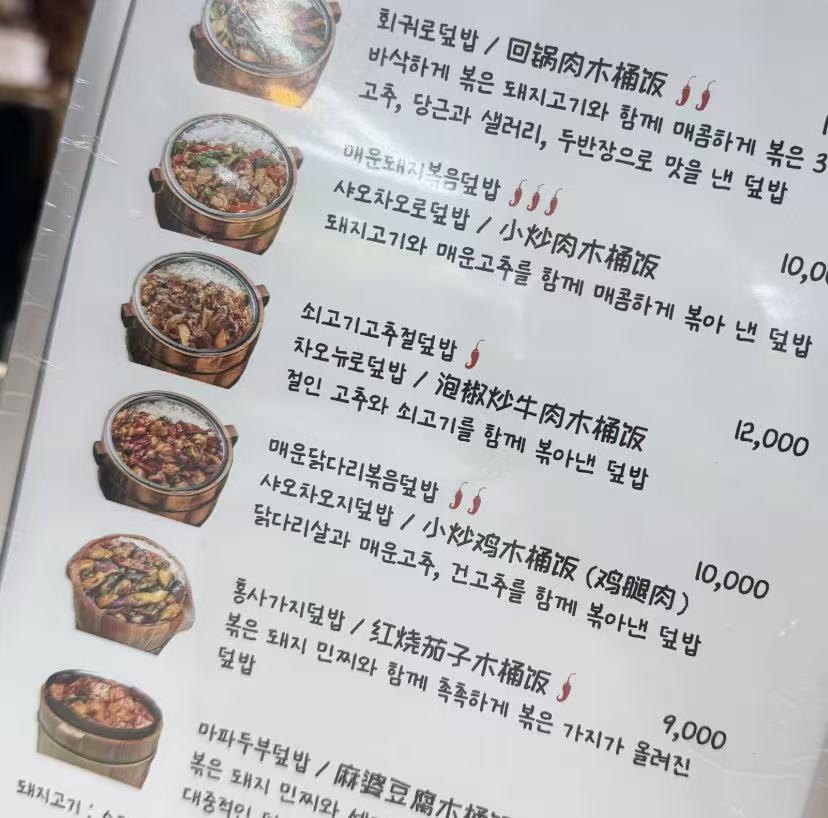 회궈로덮밥 / 回锅肉木桶饭
바삭하게 볶은 돼지고기와 함께 매콤하게 볶은 3
고추, 당근과 샐러리, 두반장으로 맛을 낸 덮밥
매운돼지볶음덮밥
샤오차오로덮밥 / 小炒肉木桶饭
돼지고기와 매운고추를 함께 매콤하게 볶아 낸 덮밥
쇠고기고추절덮밥
차오뉴로덮밥 / 泡椒炒牛肉木桶饭 12,000
절인 고추와 쇠고기를 함께 볶아낸 덮밥
매운닭다리볶음덮밥
샤오차오지덮밥 / 小炒鸡木桶饭 (鸡腿肉) 10,000
닭다리살과 매운고추, 건고추를 함께 볶아낸 덮밥
홍사가지덮밥 / 红烧茄子木桶饭 9,000
볶은 돼지 민찌와 함께 촉촉하게 볶은 가지가 올려진
덮밥
마파두부덮밥 / 麻婆豆腐木桶
볶은 돼지 민찌와
대중적인
돼지고기 :